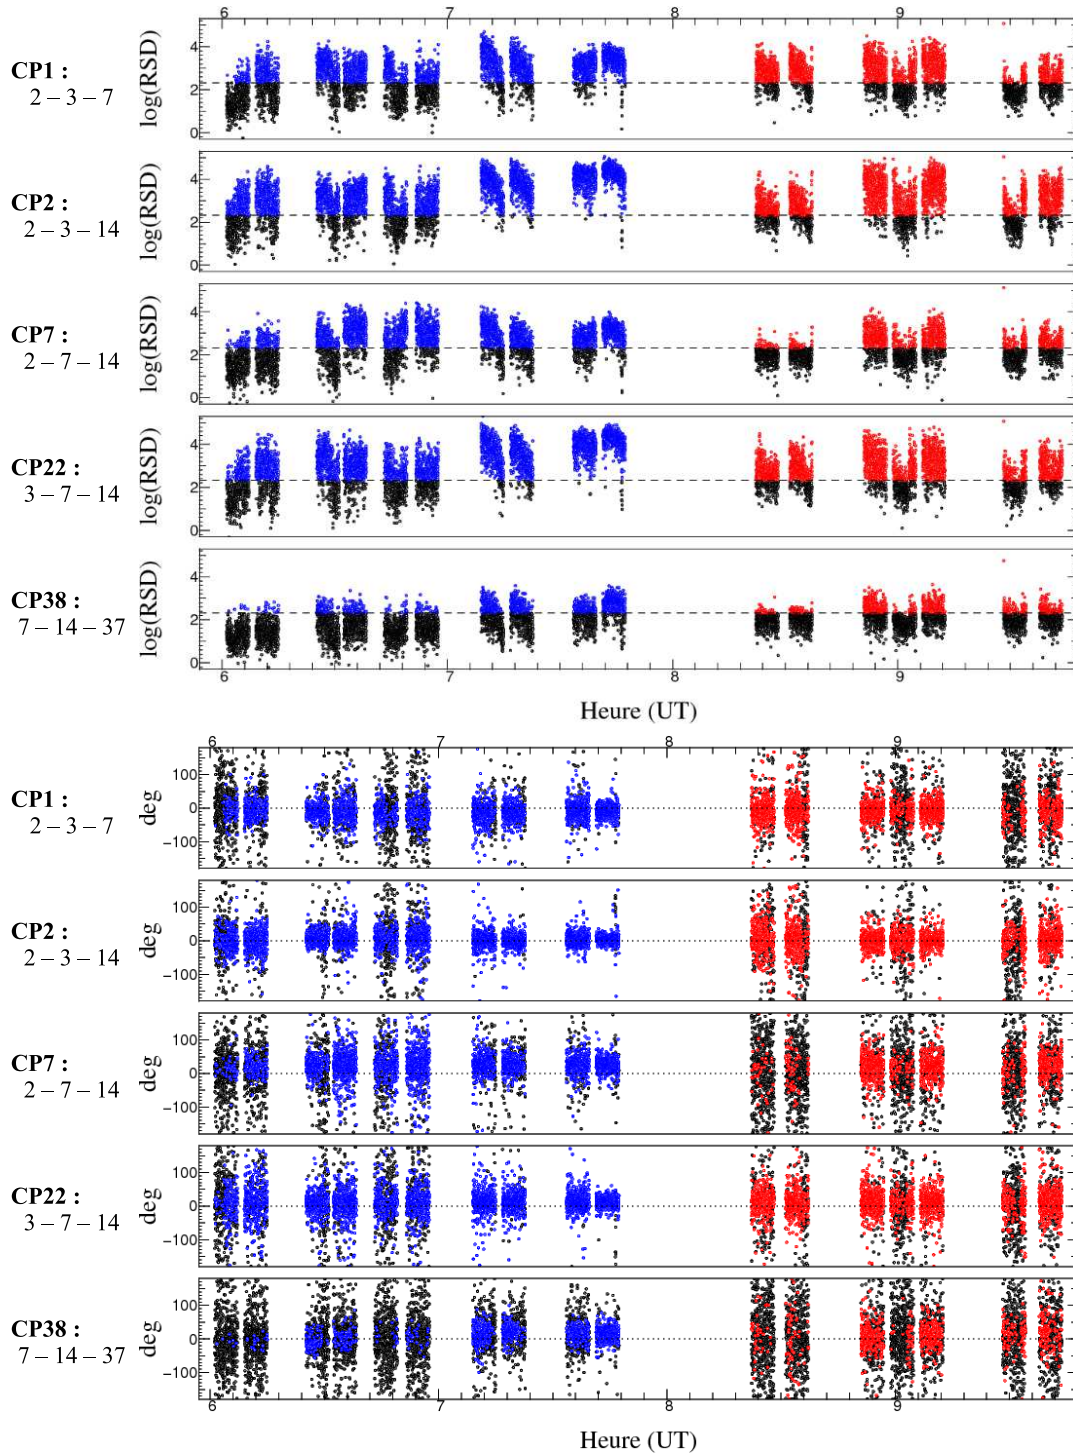 6 7 8 9
CP1 :
2 – 3 – 7
log(RSD)
4
2
0
CP2 :
2 – 3 – 14
log(RSD)
4
2
0
CP7 :
2 – 7 – 14
log(RSD)
4
2
0
CP22 :
3 – 7 – 14
log(RSD)
4
2
0
CP38 :
7 – 14 – 37
log(RSD)
4
2
0
6 7 8 9
Heure (UT)
6 7 8 9
CP1 :
2 – 3 – 7
deg
100
0
−100
CP2 :
2 – 3 – 14
deg
100
0
−100
CP7 :
2 – 7 – 14
deg
100
0
−100
CP22 :
3 – 7 – 14
deg
100
0
−100
CP38 :
7 – 14 – 37
deg
100
0
−100
6 7 8 9
Heure (UT)